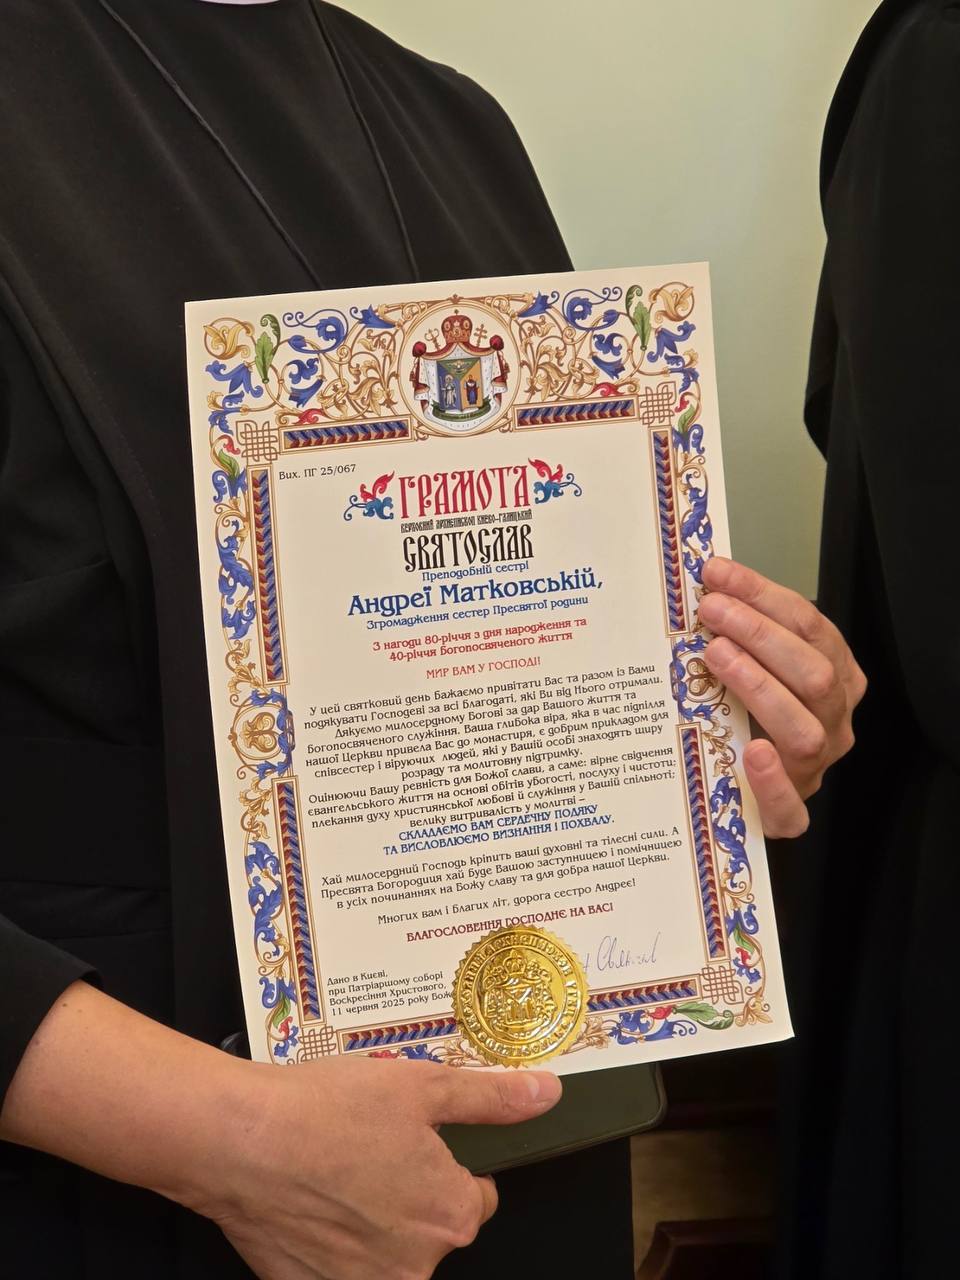 Вих. ПГ 25/067
ГРАМОТА
ВЕРХОВНИЙ АРХИЄПИСКОП КИЄВО-ГАЛИЦЬКИЙ
СВЯТОСЛАВ
Преподобній сестрі
Андреї Матковській,
Згромадження сестер Пресвятої родини
З нагоди 80-річчя з дня народження та
40-річчя Богопосвяченого життя
МИР ВАМ У ГОСПОДІ!
У цей святковий день бажаємо привітати Вас та разом із Вами
подякувати Господеві за всі Благодаті, які Ви від Нього отримали.
Дякуємо милосердному Богові за дар Вашого життя та
Богопосвяченого служіння. Ваша глибока віра, яка в час підпілля
нашої Церкви привела Вас до монастиря, є добрим прикладом для
співсестер і віруючих людей, які у Вашій особі знаходять щиру
розраду та молитовну підтримку.
Оцінюючи Вашу ревність для Божої слави, а саме: вірне свідчення
євангельського життя на основі обітів убогості, послуху і чистоти;
плекання духу християнської любові й служіння у Вашій спільноті;
велику витривалість у молитві –
СКЛАДАЄМО ВАМ СЕРДЕЧНУ ПОДЯКУ
ТА ВИСЛОВЛЮЄМО ВИЗНАННЯ І ПОХВАЛУ.
Хай милосердний Господь кріпить ваші духовні та тілесні сили. А
Пресвята Богородиця хай Буде Вашою заступницею і помічницею
в усіх починаннях на Божу славу та для добра нашої Церкви.
Многих вам і Благих літ, дорога сестро Андреє!
БЛАГОСЛОВЕННЯ ГОСПОДНЄ НА ВАС!
Дано в Києві,
при Патріаршому соборі
Воскресіння Христового,
11 червня 2025 року Бож